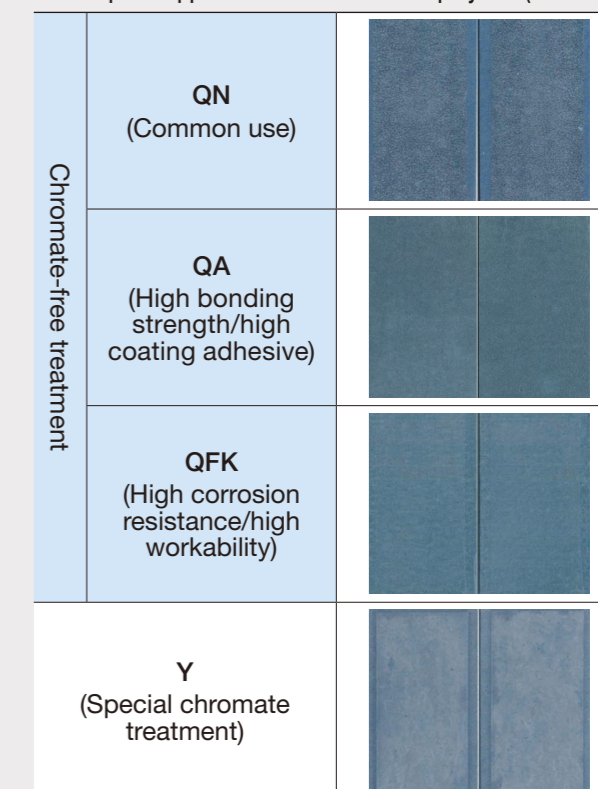 Chromate-free treatment
QN
(Common use)
QA
(High bonding
strength/high
coating adhesive)
QFK
(High corrosion
resistance/high
workability)
Y
(Special chromate
treatment)